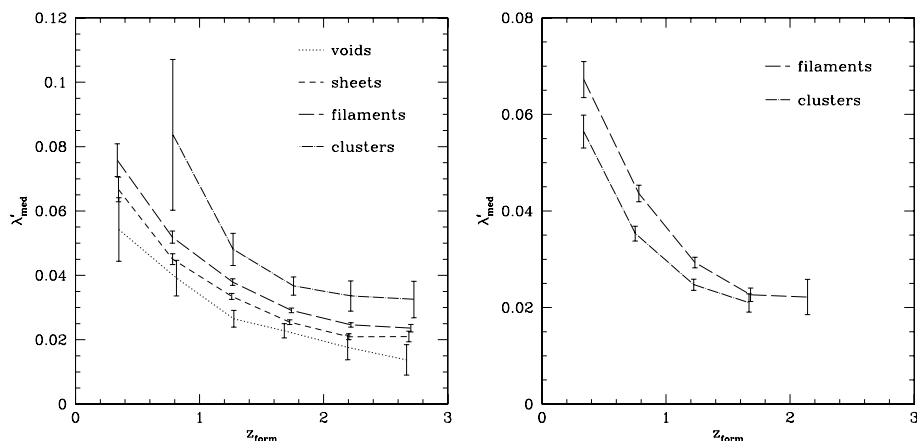 0.12
0.1
0.08
0.06
0.04
0.02
0
λ'med
voids
sheets
filaments
clusters
0
1
2
3
zform
0.08
0.06
0.04
0.02
0
λ'med
filaments
clusters
0
1
2
3
zform